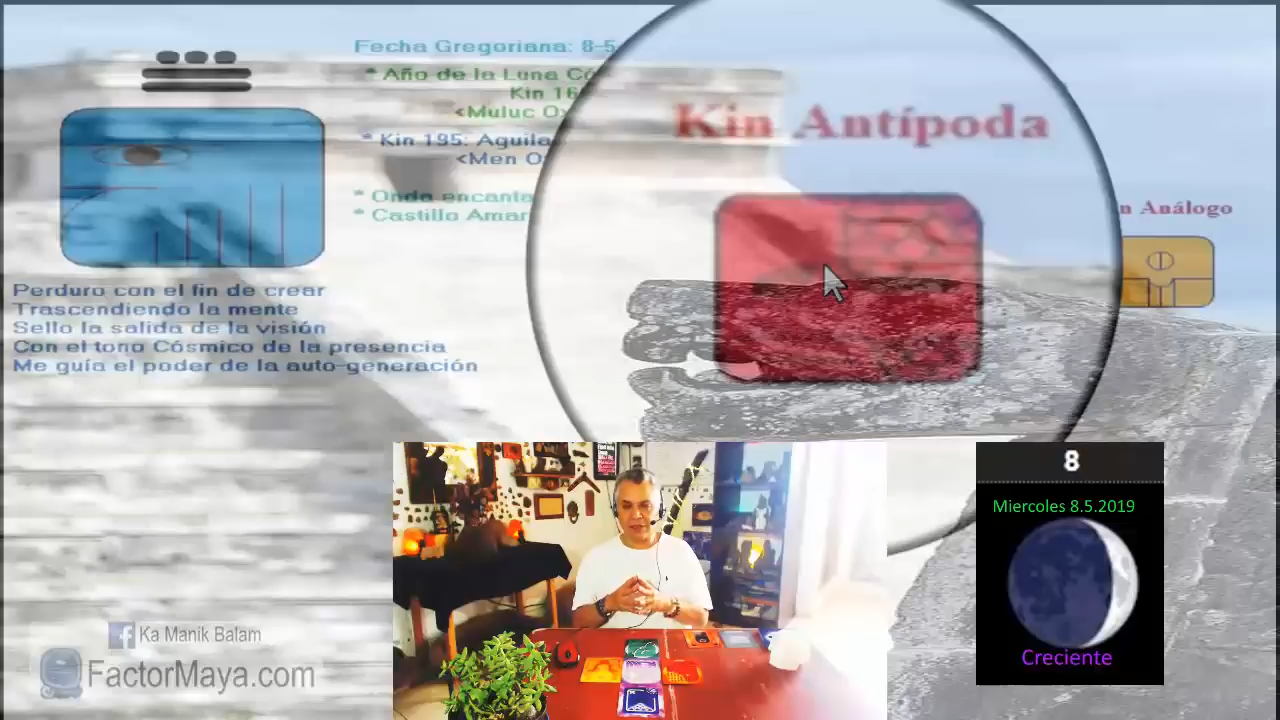 Fecha Gregoriana: 8-5
* Año de la Luna Có
Kin 16
<Muluc O
* Kin 195: Aguila
<Men O
* Onda encanta
* Castillo Amar
Kin Antípoda
n Análogo
Perduro con el fin de crear
Trascendiendo la mente
Sello la salida de la visión
Con el tono Cósmico de la presencia
Me guía el poder de la auto-generación
8
Miercoles 8.5.2019
Creciente
Ka Manik Balam
FactorMaya.com